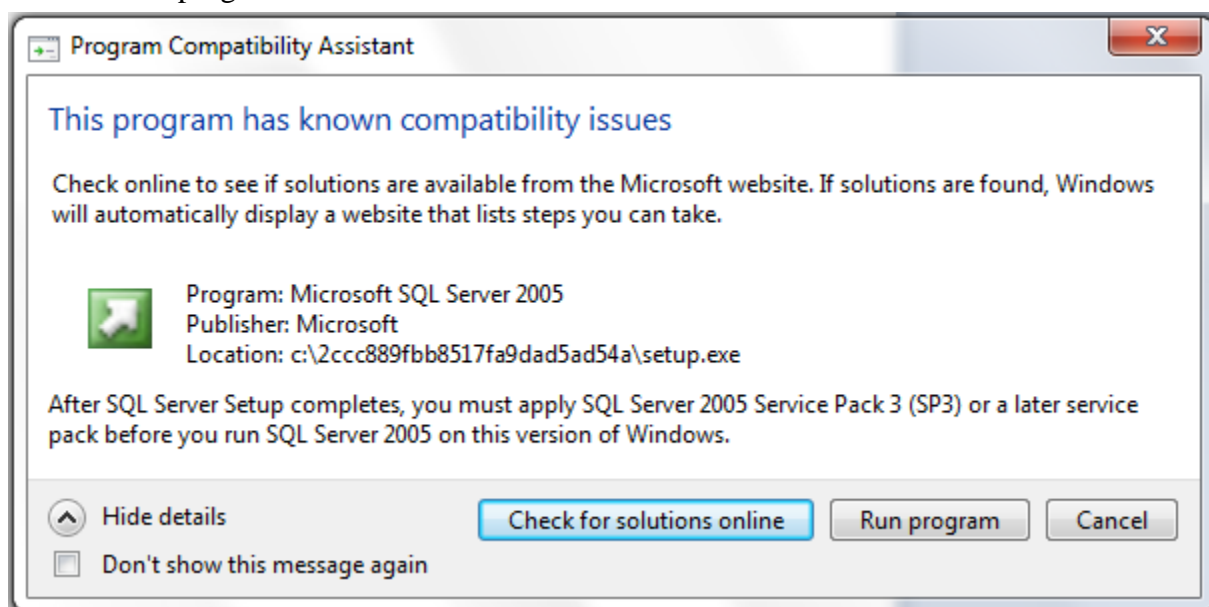 Program Compatibility Assistant
This program has known compatibility issues
Check online to see if solutions are available from the Microsoft website. If solutions are found, Windows
will automatically display a website that lists steps you can take.
Program: Microsoft SQL Server 2005
Publisher: Microsoft
Location: c:\2ccc889fbb8517fa9dad5ad54a\setup.exe
After SQL Server Setup completes, you must apply SQL Server 2005 Service Pack 3 (SP3) or a later service
pack before you run SQL Server 2005 on this version of Windows.
Hide details
Check for solutions online
Run program
Cancel
Don't show this message again